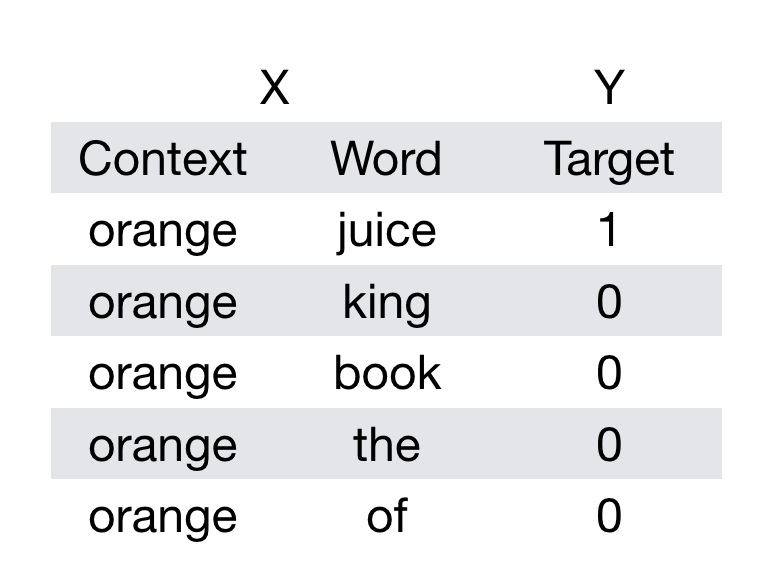 X Y
Context Word Target
orange juice 1
orange king 0
orange book 0
orange the 0
orange of 0